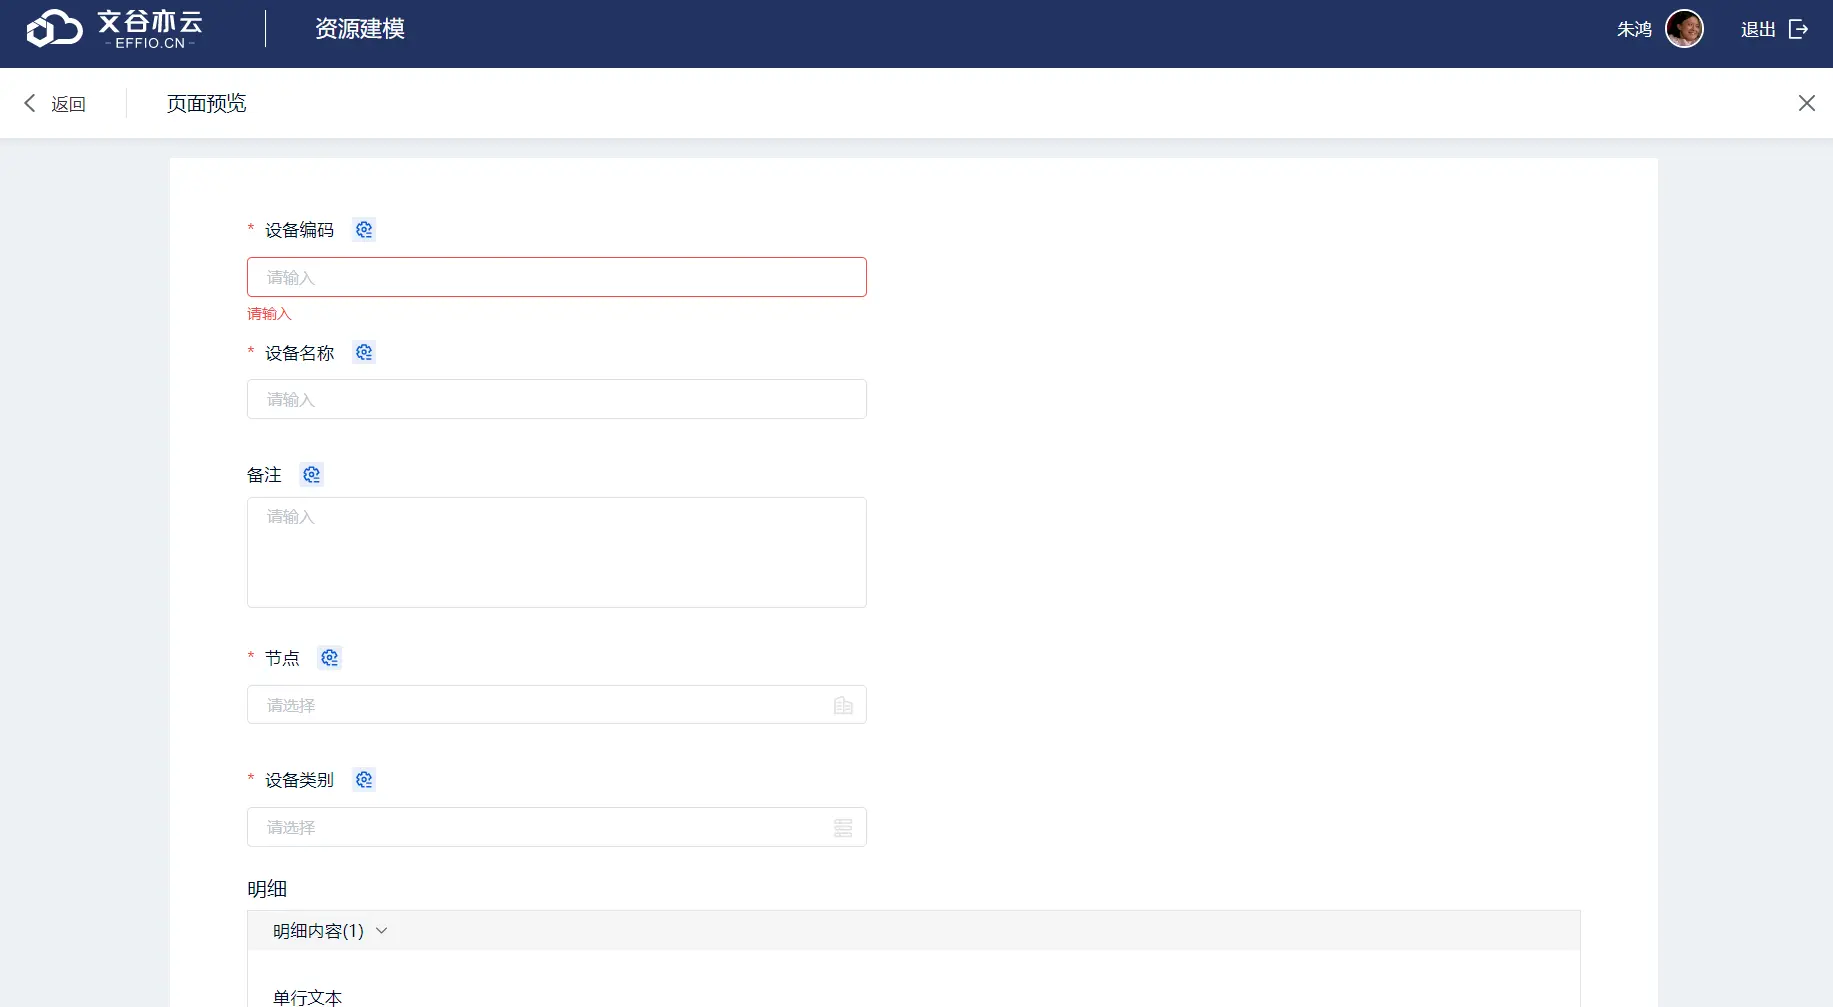 文谷亦云
-EFFIO.CN-
资源建模
朱鸿
退出
返回
页面预览
* 设备编码
请输入
请输入
* 设备名称
请输入
备注
请输入
* 节点
请选择
* 设备类别
请选择
明细
明细内容(1)
单行文本